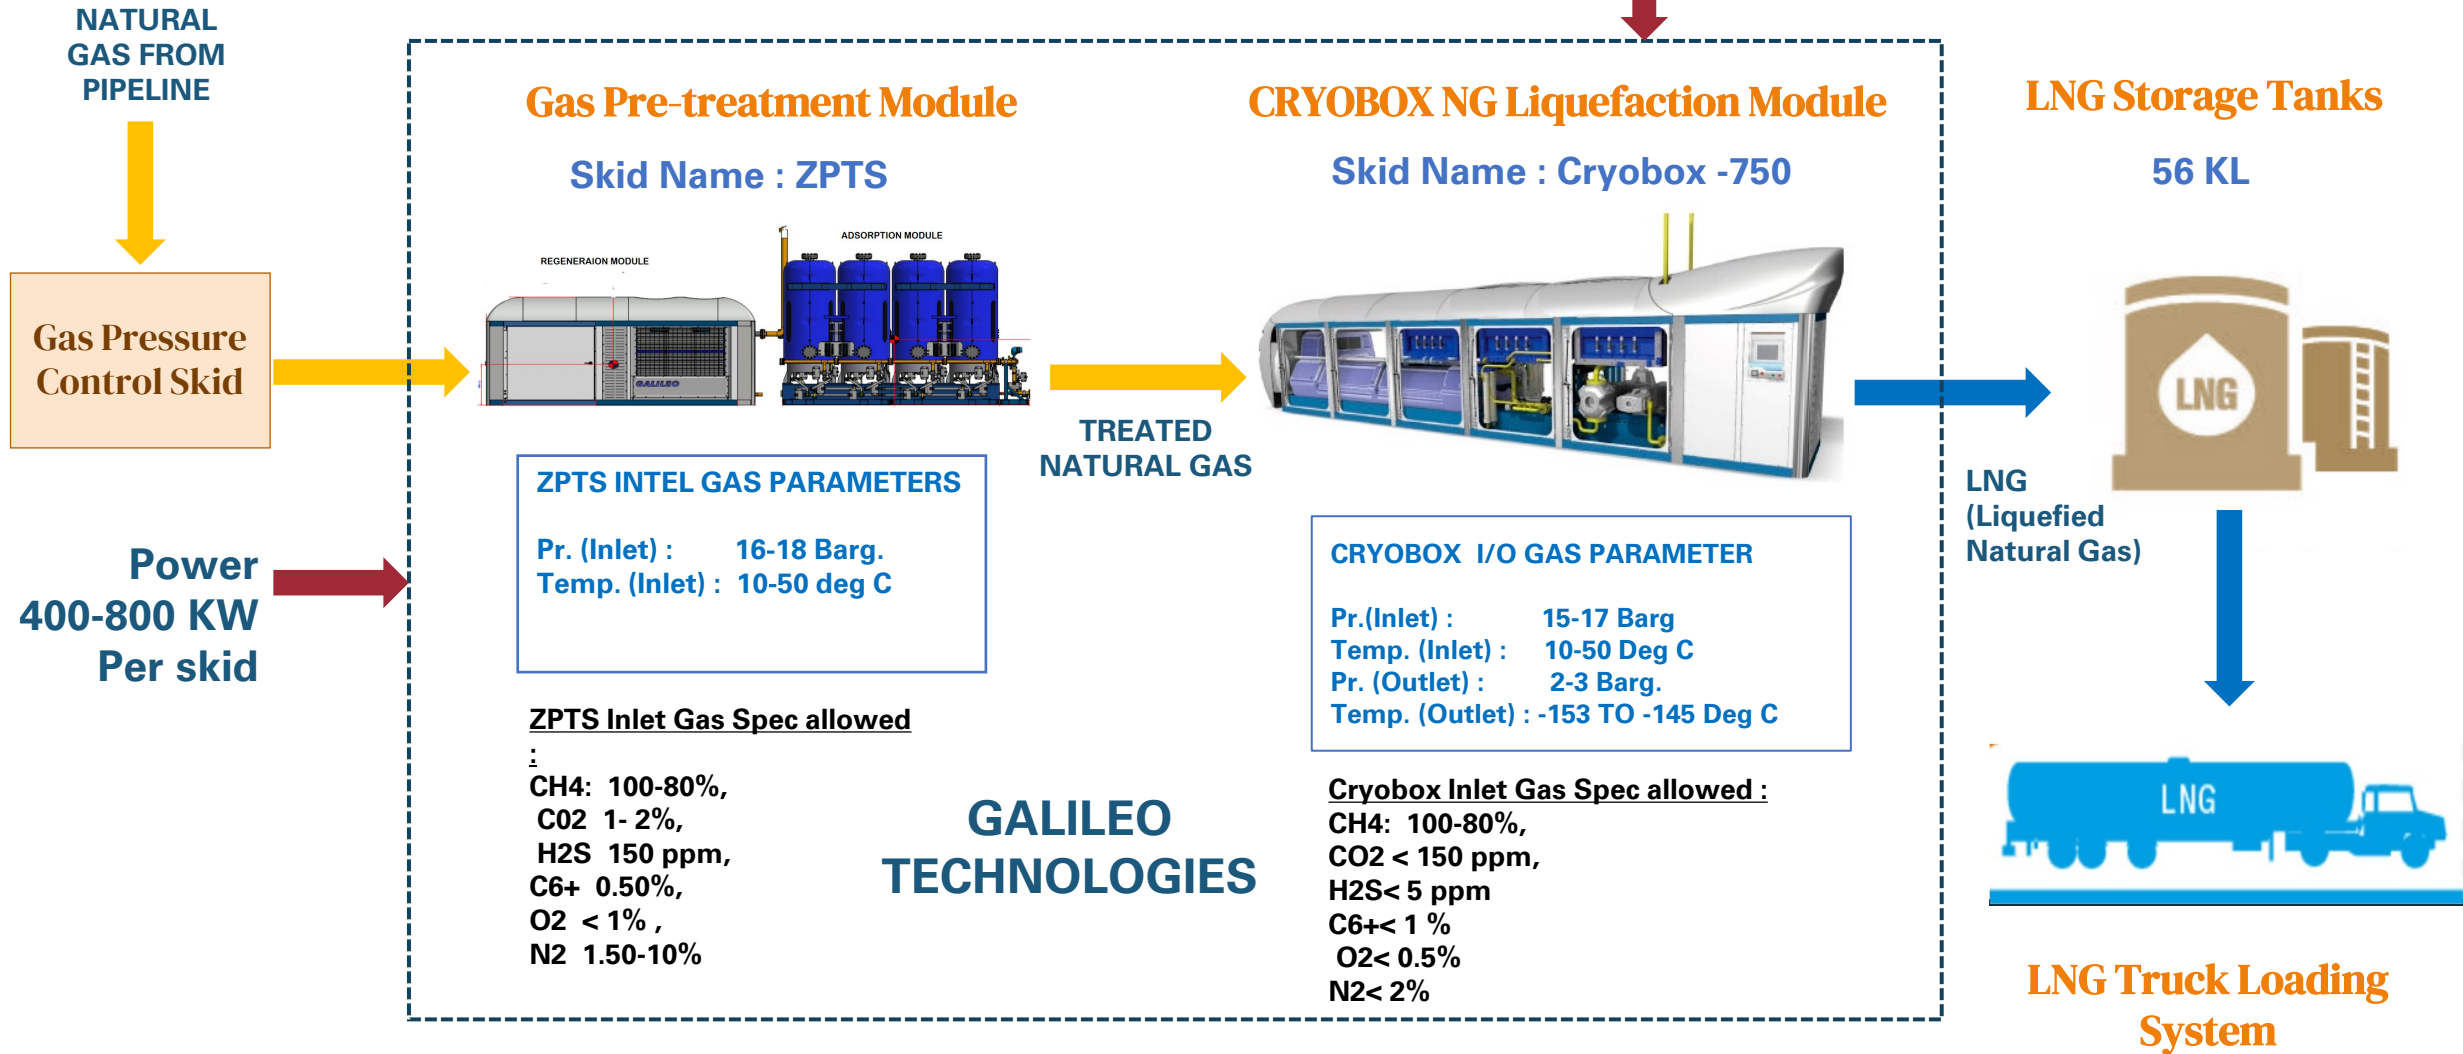 NATURAL
GAS FROM
PIPELINE
Gas Pressure
Control Skid
Power
400-800 KW
Per skid
Gas Pre-treatment Module
Skid Name : ZPTS
REGENERAION MODULE
ADSORPTION MODULE
GALILEO
ZPTS INTEL GAS PARAMETERS
Pr. (Inlet) : 16-18 Barg.
Temp. (Inlet) : 10-50 deg C
ZPTS Inlet Gas Spec allowed
:
CH4: 100-80%,
C02 1- 2%,
H2S 150 ppm,
C6+ 0.50%,
O2 < 1% ,
N2 1.50-10%
TREATED
NATURAL GAS
GALILEO
TECHNOLOGIES
CRYOBOX NG Liquefaction Module
Skid Name : Cryobox -750
CRYOBOX I/O GAS PARAMETER
Pr.(Inlet) : 15-17 Barg
Temp. (Inlet) : 10-50 Deg C
Pr. (Outlet) : 2-3 Barg.
Temp. (Outlet) : -153 TO -145 Deg C
Cryobox Inlet Gas Spec allowed :
CH4: 100-80%,
CO2 < 150 ppm,
H2S< 5 ppm
C6+< 1 %
O2< 0.5%
N2< 2%
LNG Storage Tanks
56 KL
LNG
LNG
(Liquefied
Natural Gas)
LNG
LNG Truck Loading
System